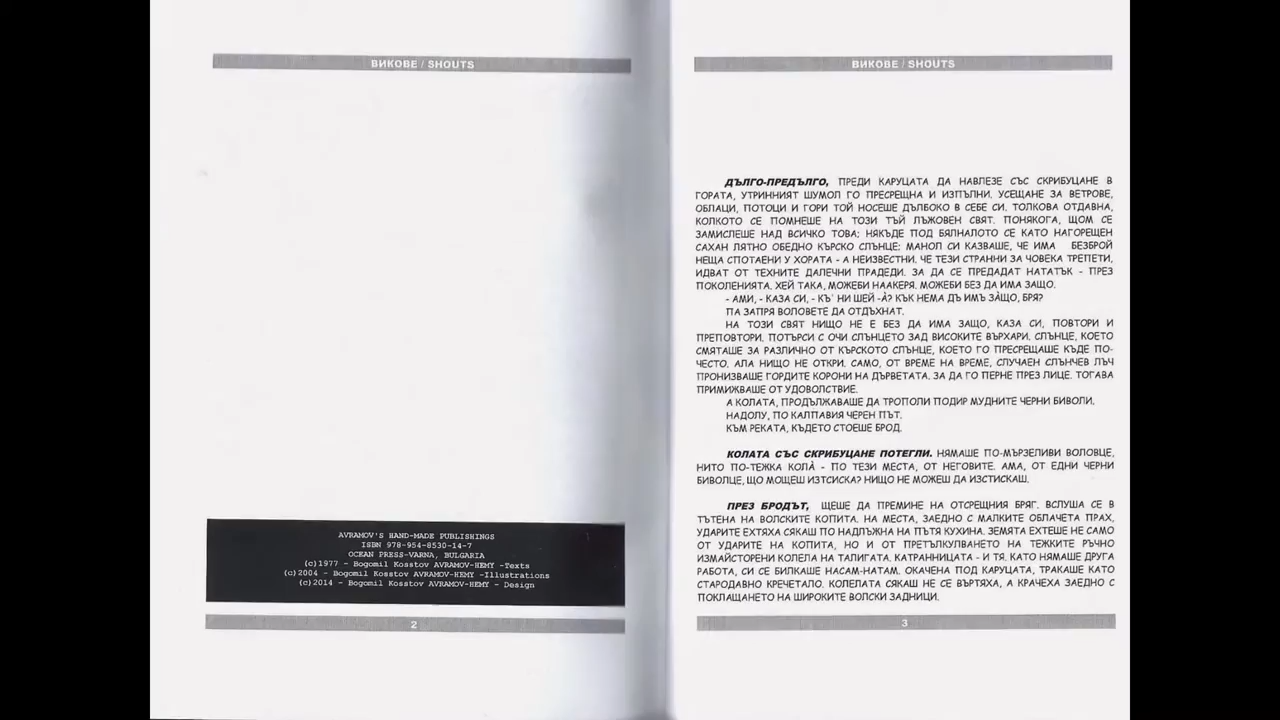 ВИКОВЕ / SHOUTS
AVRAMOV'S HAND-MADE PUBLISHINGS
ISBN 978-954-8530-14-7
OCEAN PRESS-VARNA, BULGARIA
(c)1977 - Bogomil Kosstov AVRAMOV-HEMY -Texts
(c)2004 - Bogomil Kosstov AVRAMOV-HEMY -Illustrations
(c)2014 - Bogomil Kosstov AVRAMOV-HEMY - Design
2
ВИКОВЕ / SHOUTS
ДЪЛГО-ПРЕДЪЛГО, ПРЕДИ КАРУЦАТА ДА НАВЛЕЗЕ СЪС СКРИБУЦАНЕ В
ГОРАТА, УТРИННИЯТ ШУМОЛ ГО ПРЕСРЕЩНА И ИЗПЪЛНИ. УСЕЩАНЕ ЗА ВЕТРОВЕ,
ОБЛАЦИ, ПОТОЦИ И ГОРИ ТОЙ НОСЕШЕ ДЪЛБОКО В СЕБЕ СИ. ТОЛКОВА ОТДАВНА,
КОЛКОТО СЕ ПОМНЕШЕ НА ТОЗИ ТЪЙ ЛЪЖОВЕН СВЯТ. ПОНЯКОГА, ЩОМ СЕ
ЗАМИСЛЕШЕ НАД ВСИЧКО ТОВА; НЯКЪДЕ ПОД БЯЛНАЛОТО СЕ КАТО НАГОРЕЩЕН
САХАН ЛЯТНО ОБЕДНО КЪРСКО СЛЪНЦЕ; МАНОЛ СИ КАЗВАШЕ, ЧЕ ИМА БЕЗБРОЙ
НЕЩА СПОТАЕНИ У ХОРАТА - А НЕИЗВЕСТНИ. ЧЕ ТЕЗИ СТРАННИ ЗА ЧОВЕКА ТРЕПЕТИ,
ИДВАТ ОТ ТЕХНИТЕ ДАЛЕЧНИ ПРАДЕДИ. ЗА ДА СЕ ПРЕДАДАТ НАТАТЪК - ПРЕЗ
ПОКОЛЕНИЯТА. ХЕЙ ТАКА, МОЖЕБИ НААКЕРЯ. МОЖЕБИ БЕЗ ДА ИМА ЗАЩО.
- АМИ, - КАЗА СИ, - КЪ` НИ ШЕЙ -À? КЪК НЕМА ДЪ ИМЪ ЗÀЩО, БРЯ?
ПА ЗАПРЯ ВОЛОВЕТЕ ДА ОТДЪХНАТ.
НА ТОЗИ СВЯТ НИЩО НЕ Е БЕЗ ДА ИМА ЗАЩО, КАЗА СИ, ПОВТОРИ И
ПРЕПОВТОРИ. ПОТЪРСИ С ОЧИ СЛЪНЦЕТО ЗАД ВИСОКИТЕ ВЪРХАРИ. СЛЪНЦЕ, КОЕТО
СМЯТАШЕ ЗА РАЗЛИЧНО ОТ КЪРСКОТО СЛЪНЦЕ, КОЕТО ГО ПРЕСРЕЩАШЕ КЪДЕ ПО-
ЧЕСТО. АЛА НИЩО НЕ ОТКРИ. САМО, ОТ ВРЕМЕ НА ВРЕМЕ, СЛУЧАЕН СЛЪНЧЕВ ЛЪЧ
ПРОНИЗВАШЕ ГОРДИТЕ КОРОНИ НА ДЪРВЕТАТА. ЗА ДА ГО ПЕРНЕ ПРЕЗ ЛИЦЕ. ТОГАВА
ПРИМИЖВАШЕ ОТ УДОВОЛСТВИЕ.
А КОЛАТА, ПРОДЪЛЖАВАШЕ ДА ТРОПОЛИ ПОДИР МУДНИТЕ ЧЕРНИ БИВОЛИ.
НАДОЛУ, ПО КАЛПАВИЯ ЧЕРЕН ПЪТ.
КЪМ РЕКАТА, КЪДЕТО СТОЕШЕ БРОД.
КОЛАТА СЪС СКРИБУЦАНЕ ПОТЕГЛИ. НЯМАШЕ ПО-МЪРЗЕЛИВИ ВОЛОВЦЕ,
НИТО ПО-ТЕЖКА КОЛÀ - ПО ТЕЗИ МЕСТА, ОТ НЕГОВИТЕ. АМА, ОТ ЕДНИ ЧЕРНИ
БИВОЛЦЕ, ЩО МОЩЕШ ИЗТСИСКА? НИЩО НЕ МОЖЕШ ДА ИЗСТИСКАШ.
ПРЕЗ БРОДЪТ, ЩЕШЕ ДА ПРЕМИНЕ НА ОТСРЕЩНИЯ БРЯГ. ВСЛУША СЕ В
ТЪТЕНА НА ВОЛСКИТЕ КОПИТА. НА МЕСТА, ЗАЕДНО С МАЛКИТЕ ОБЛАЧЕТА ПРАХ,
УДАРИТЕ ЕХТЯХА СЯКАШ ПО НАДЛЪЖНА НА ПЪТЯ КУХИНА. ЗЕМЯТА ЕХТЕШЕ НЕ САМО
ОТ УДАРИТЕ НА КОПИТА, НО И ОТ ПРЕТЪЛКУЛВАНЕТО НА ТЕЖКИТЕ РЪЧНО
ИЗМАЙСТОРЕНИ КОЛЕЛА НА ТАЛИГАТА. КАТРАННИЦАТА - И ТЯ. КАТО НЯМАШЕ ДРУГА
РАБОТА, СИ СЕ БИЛКАШЕ НАСАМ-НАТАМ. ОКАЧЕНА ПОД КАРУЦАТА, ТРАКАШЕ КАТО
СТАРОДАВНО КРЕЧЕТАЛО. КОЛЕЛАТА СЯКАШ НЕ СЕ ВЪРТЯХА, А КРАЧЕХА ЗАЕДНО С
ПОКЛАЩАНЕТО НА ШИРОКИТЕ ВОЛСКИ ЗАДНИЦИ.
3